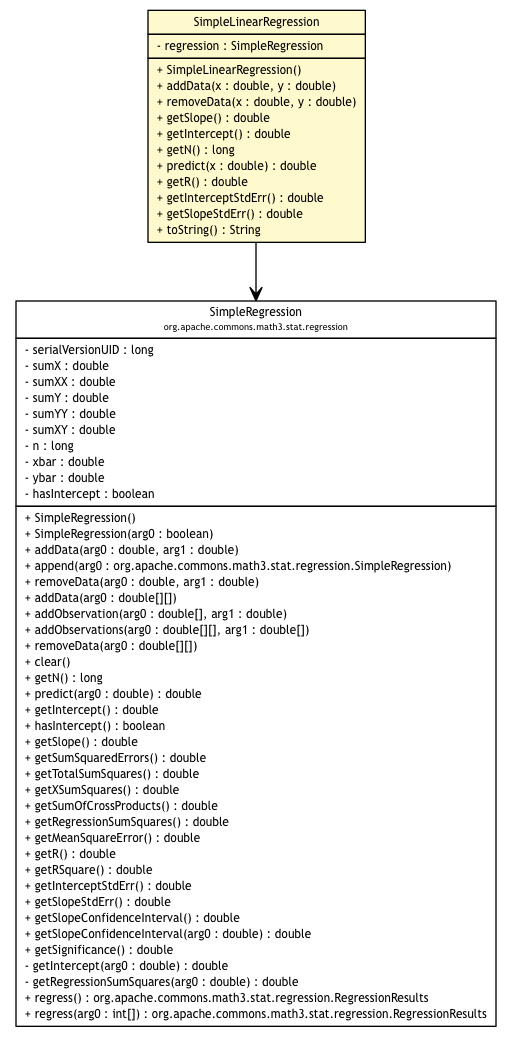 SimpleLinearRegression
- regression : SimpleRegression
+ SimpleLinearRegression()
+ addData(x : double, y : double)
+ removeData(x : double, y : double)
+ getSlope() : double
+ getIntercept() : double
+ getN() : long
+ predict(x : double) : double
+ getR() : double
+ getInterceptStdErr() : double
+ getSlopeStdErr() : double
+ toString() : String
SimpleRegression
org.apache.commons.math3.stat.regression
- serialVersionUID : long
- sumX : double
- sumXX : double
- sumY : double
- sumYY : double
- sumXY : double
- n : long
- xbar : double
- ybar : double
- hasIntercept : boolean
+ SimpleRegression()
+ SimpleRegression(arg0 : boolean)
+ addData(arg0 : double, arg1 : double)
+ append(arg0 : org.apache.commons.math3.stat.regression.SimpleRegression)
+ removeData(arg0 : double, arg1 : double)
+ addData(arg0 : double[][])
+ addObservation(arg0 : double[], arg1 : double)
+ addObservations(arg0 : double[][], arg1 : double[])
+ removeData(arg0 : double[][])
+ clear()
+ getN() : long
+ predict(arg0 : double) : double
+ getIntercept() : double
+ hasIntercept() : boolean
+ getSlope() : double
+ getSumSquaredErrors() : double
+ getTotalSumSquares() : double
+ getXSumSquares() : double
+ getSumOfCrossProducts() : double
+ getRegressionSumSquares() : double
+ getMeanSquareError() : double
+ getR() : double
+ getRSquare() : double
+ getInterceptStdErr() : double
+ getSlopeStdErr() : double
+ getSlopeConfidenceInterval() : double
+ getSlopeConfidenceInterval(arg0 : double) : double
+ getSignificance() : double
- getIntercept(arg0 : double) : double
- getRegressionSumSquares(arg0 : double) : double
+ regress() : org.apache.commons.math3.stat.regression.RegressionResults
+ regress(arg0 : int[]) : org.apache.commons.math3.stat.regression.RegressionResults